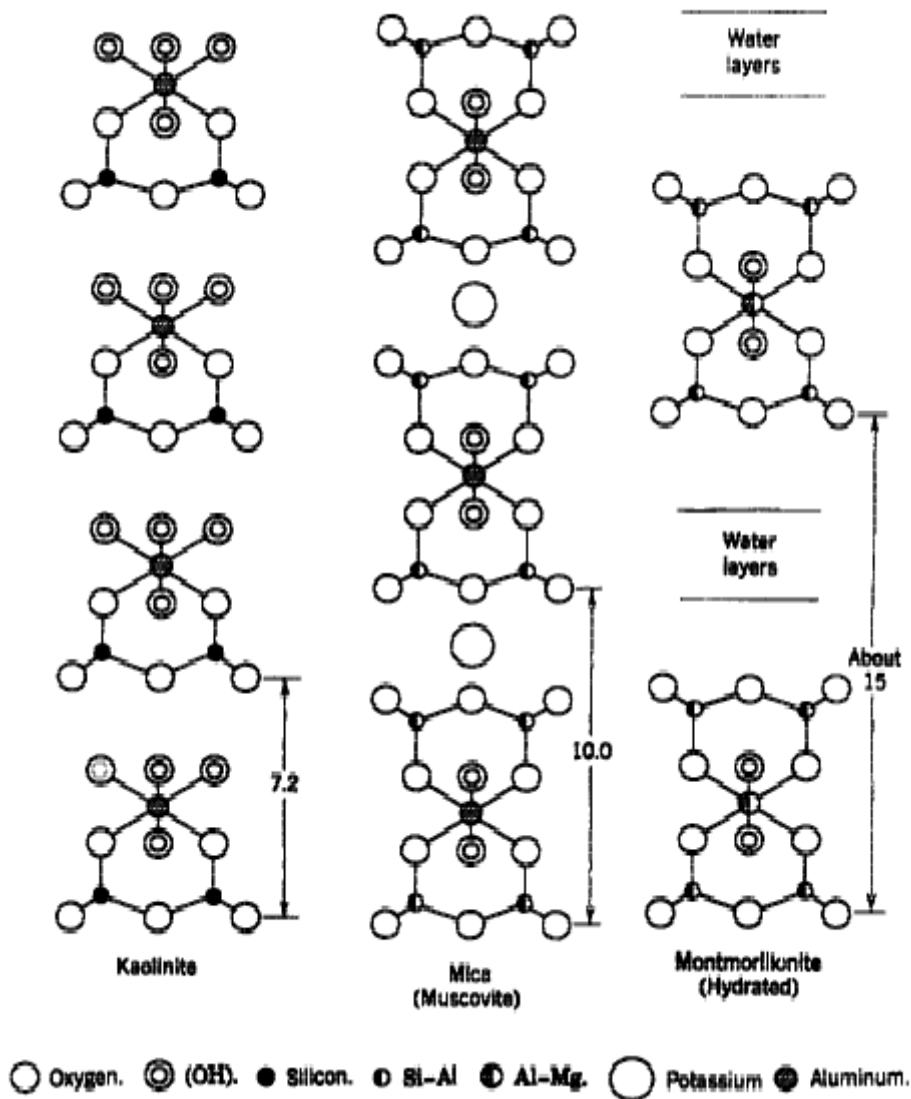 Water
layers
Water
layers
About
15
7.2
10.0
Kaolinite
Mica
(Muscovite)
Montmorillonite
(Hydrated)
Oxygen. (OH). Silicon. Si-Al Al-Mg. Potassium Aluminum.